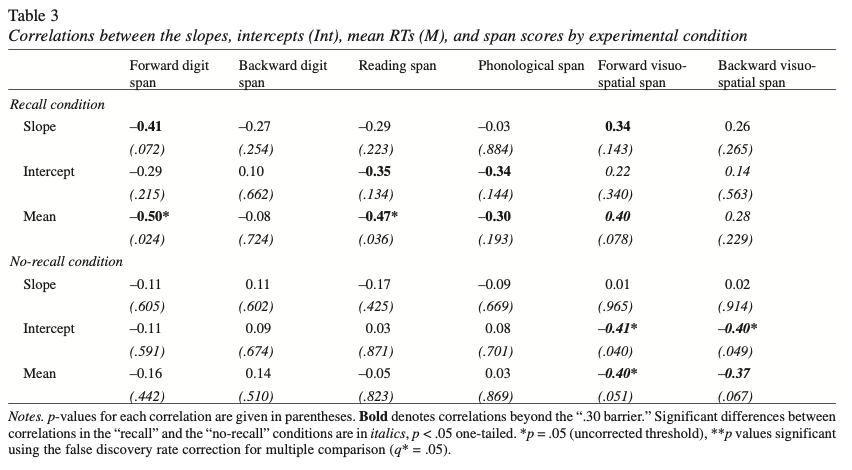 Table 3
Correlations between the slopes, intercepts (Int), mean RTs (M), and span scores by experimental condition
Forward digit span Backward digit span Reading span Phonological span Forward visuo-spatial span Backward visuo-spatial span
Recall condition
Slope –0.41 –0.27 –0.29 –0.03 0.34 0.26
(.072) (.254) (.223) (.884) (.143) (.265)
Intercept –0.29 0.10 –0.35 –0.34 0.22 0.14
(.215) (.662) (.134) (.144) (.340) (.563)
Mean –0.50* –0.08 –0.47* –0.30 0.40 0.28
(.024) (.724) (.036) (.193) (.078) (.229)
No-recall condition
Slope –0.11 0.11 –0.17 –0.09 0.01 0.02
(.605) (.602) (.425) (.669) (.965) (.914)
Intercept –0.11 0.09 0.03 0.08 –0.41* –0.40*
(.591) (.674) (.871) (.701) (.040) (.049)
Mean –0.16 0.14 –0.05 0.03 –0.40* –0.37
(.442) (.510) (.823) (.869) (.051) (.067)
Notes. p-values for each correlation are given in parentheses. Bold denotes correlations beyond the “.30 barrier.” Significant differences between
correlations in the “recall” and the “no-recall” conditions are in italics, p < .05 one-tailed. *p = .05 (uncorrected threshold), **p values significant
using the false discovery rate correction for multiple comparison (q* = .05).